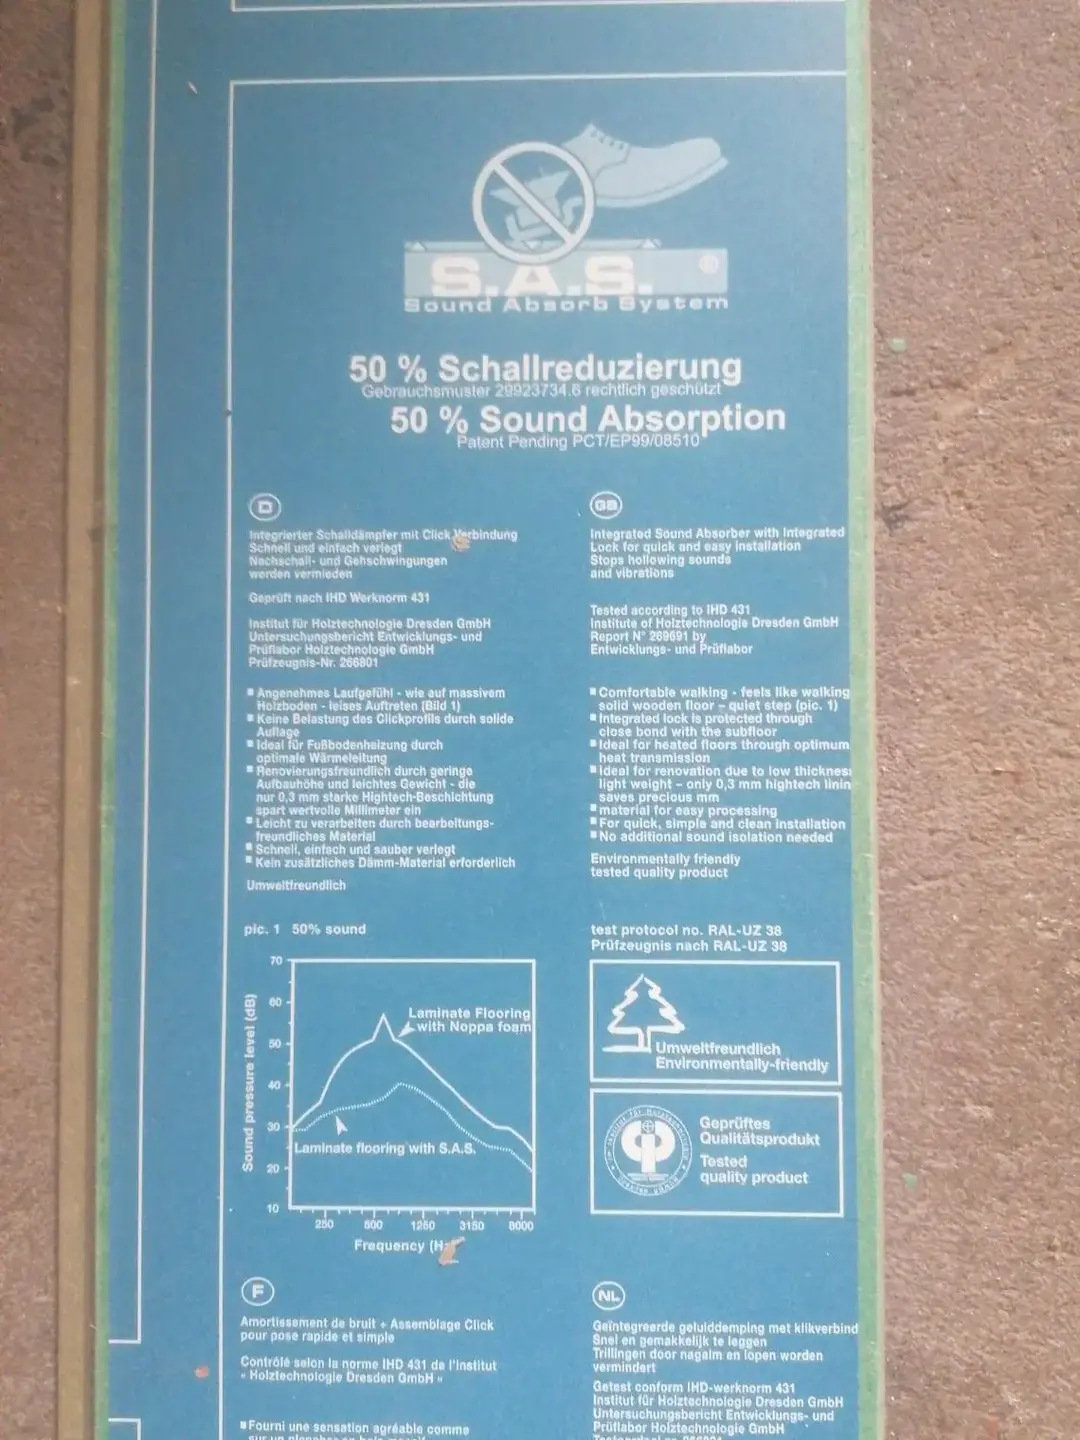 S.A.S.
Sound Absorb System
50 % Schallreduzierung
Gebrauchsmuster 29923734.6 rechtlich geschützt
50 % Sound Absorption
Patent Pending PCT/EP99/08510
D
Integrierter Schalldämpfer mit Click Verbindung
Schnell und einfach verlegt
Nachschall- und Gehschwingungen
werden vermieden
Geprüft nach IHD Werknorm 431
Institut für Holztechnologie Dresden GmbH
Untersuchungsbericht Entwicklungs- und
Prüflabor Holztechnologie GmbH
Prüfzeugnis-Nr. 266801
■ Angenehmes Laufgefühl - wie auf massivem
Holzboden - leises Auftreten (Bild 1)
■ Keine Belastung des Clickprofils durch solide
Auflage
■ Ideal für Fußbodenheizung durch
optimale Wärmeleitung
■ Renovierungsfreundlich durch geringe
Aufbauhöhe und leichtes Gewicht - die
nur 0,3 mm starke Hightech-Beschichtung
spart wertvolle Millimeter ein
■ Leicht zu verarbeiten durch bearbeitungs-
freundliches Material
■ Schnell, einfach und sauber verlegt
■ Kein zusätzliches Dämm-Material erforderlich
Umweltfreundlich
GB
Integrated Sound Absorber with Integrated
Lock for quick and easy installation
Stops hollowing sounds
and vibrations
Tested according to IHD 431
Institute of Holztechnologie Dresden GmbH
Report N° 269691 by
Entwicklungs- und Prüflabor
■ Comfortable walking - feels like walking
solid wooden floor – quiet step (pic. 1)
■ Integrated lock is protected through
close bond with the subfloor
■ Ideal for heated floors through optimum
heat transmission
■ Ideal for renovation due to low thickness
light weight – only 0,3 mm hightech linin
saves precious mm
■ material for easy processing
■ For quick, simple and clean installation
■ No additional sound isolation needed
Environmentally friendly
tested quality product
pic. 1 50% sound
70
60
50
40
30
20
10
Sound pressure level (dB)
Laminate Flooring
with Noppa foam
Laminate flooring with S.A.S.
250 500 1250 3150 8000
Frequency (Hz
test protocol no. RAL-UZ 38
Prüfzeugnis nach RAL-UZ 38
Umweltfreundlich
Environmentally-friendly
Geprüftes
Qualitätsprodukt
Tested
quality product
F
Amortissement de bruit + Assemblage Click
pour pose rapide et simple
Contrôlé selon la norme IHD 431 de l'institut
« Holztechnologie Dresden GmbH »
■ Fourni une sensation agréable comme
NL
Geïntegreerde geluiddemping met klikverbind
Snel en gemakkelijk te leggen
Trillingen door nagalm en lopen worden
vermindert
Getest conform IHD-werknorm 431
Institut für Holztechnologie Dresden GmbH
Untersuchungsbericht Entwicklungs- und
Prüflabor Holztechnologie GmbH